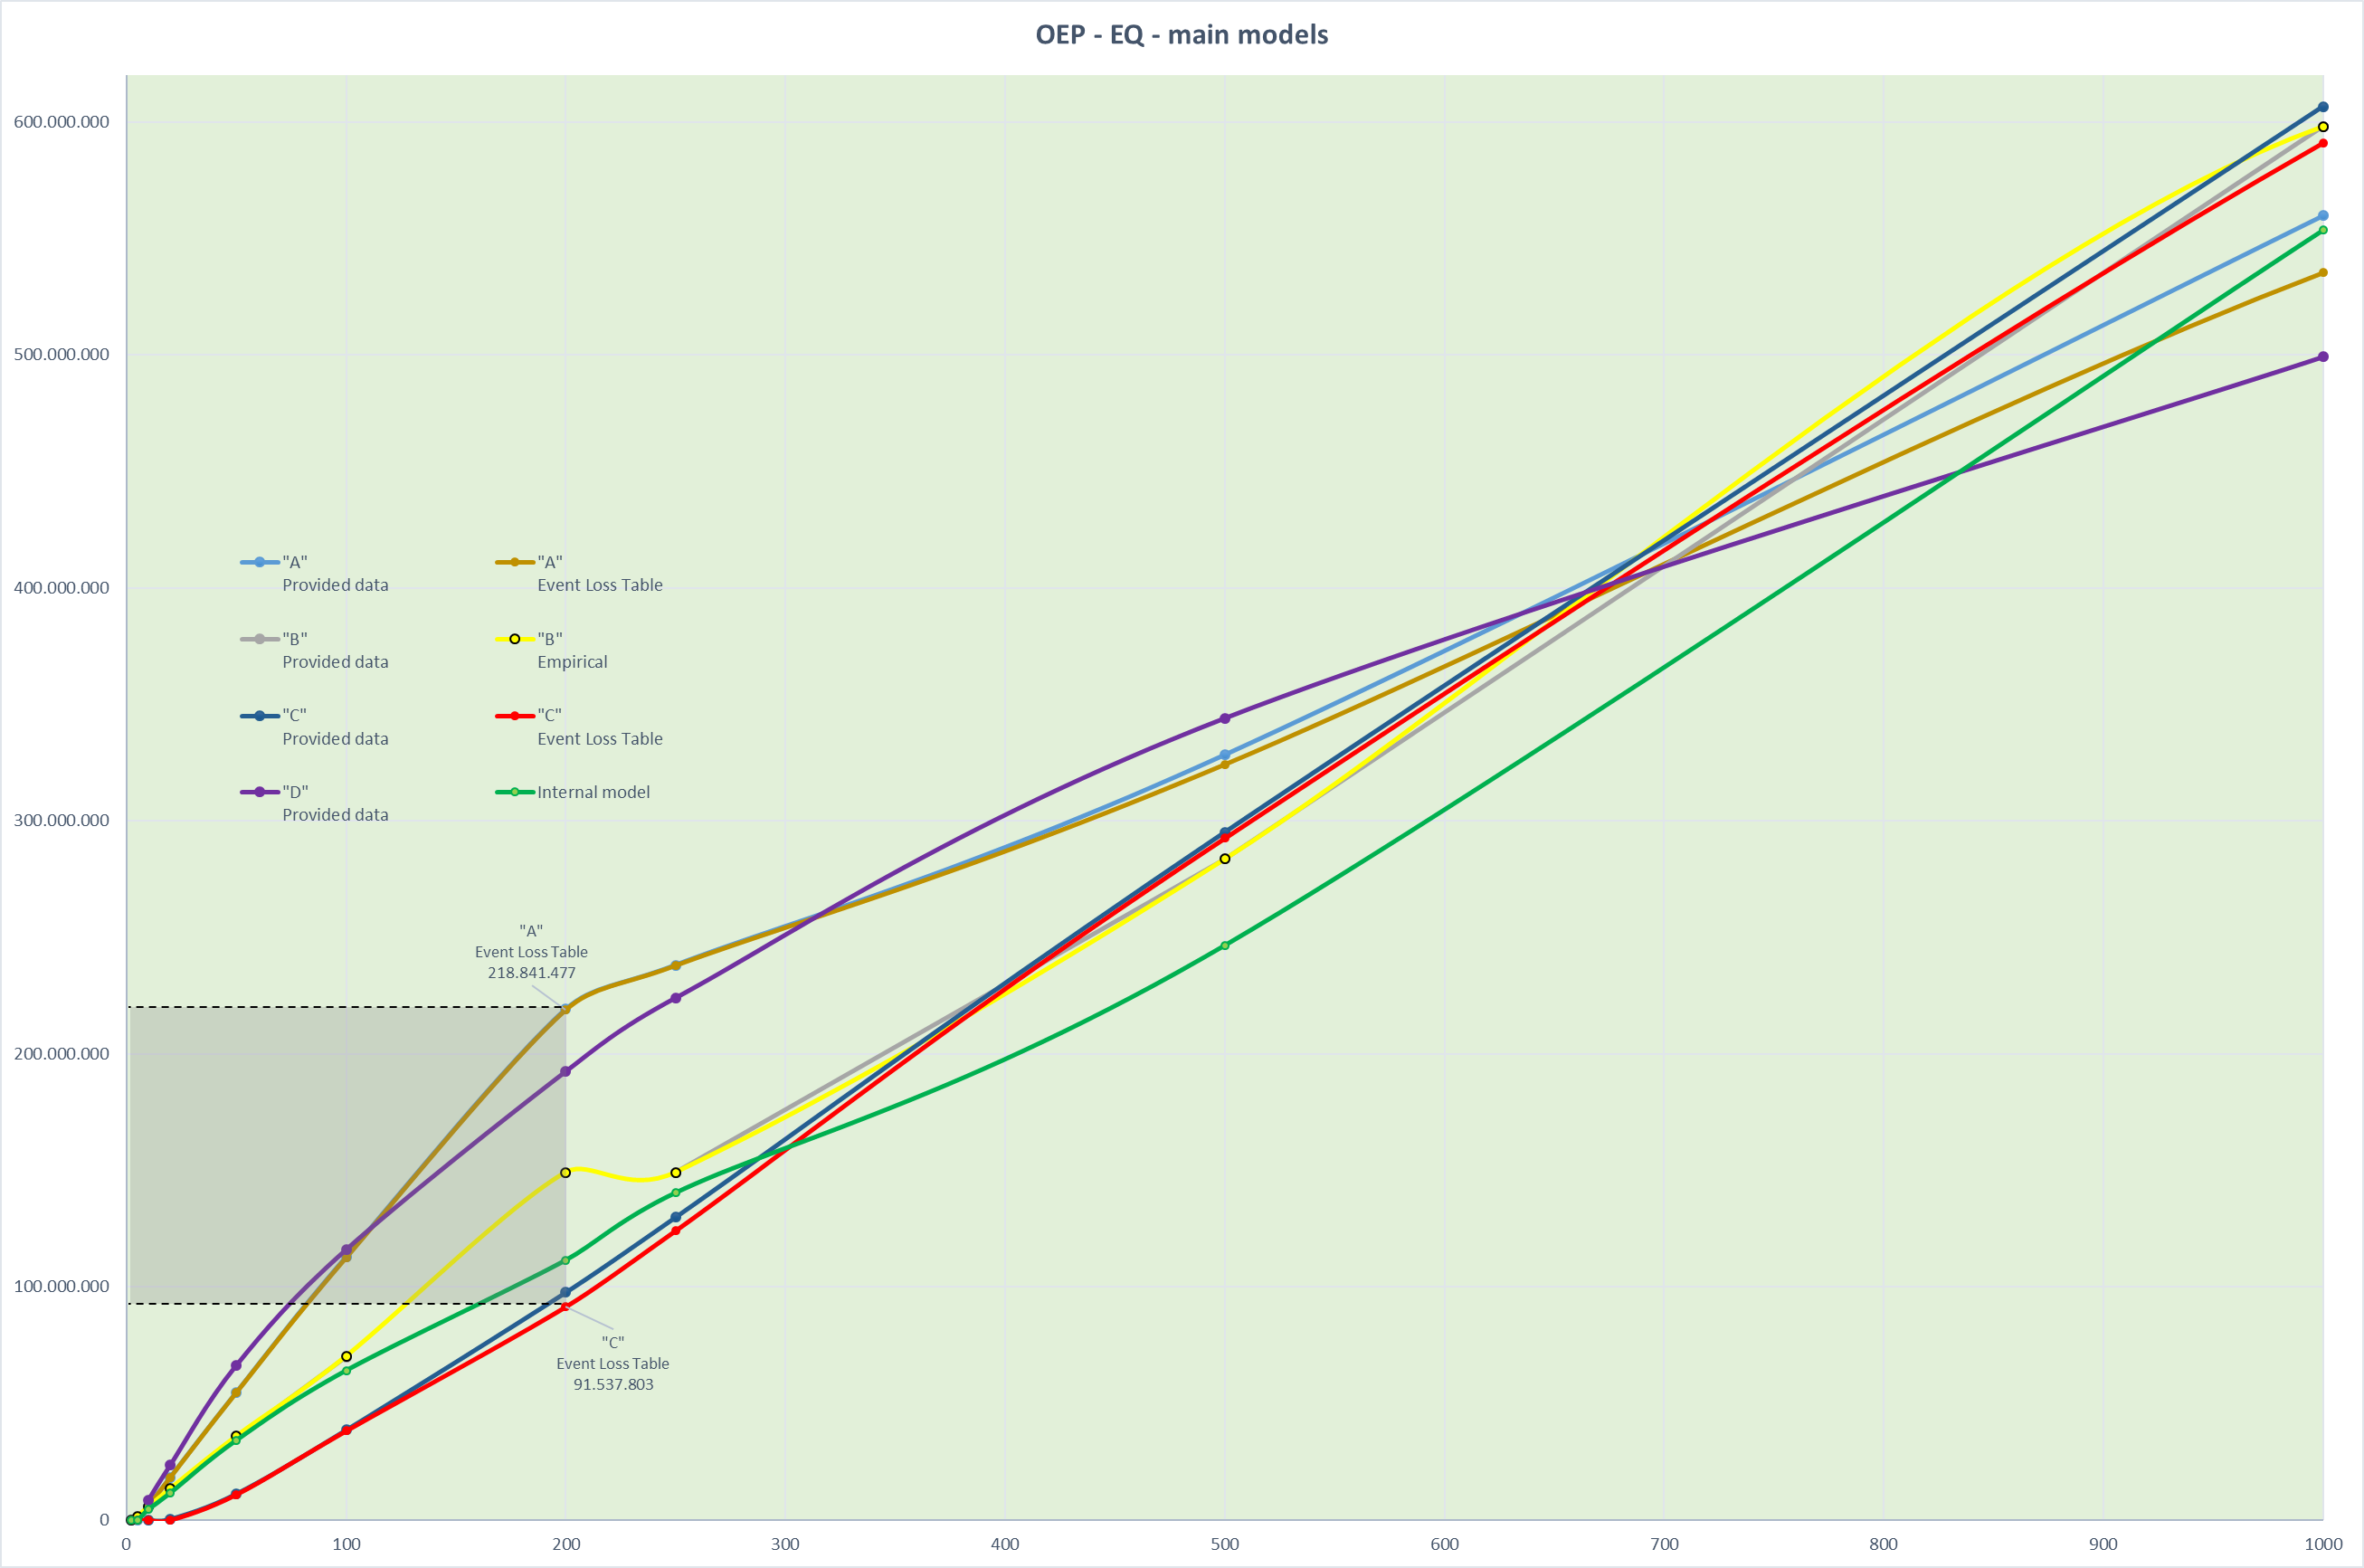 OEP - EQ - main models
600.000.000
500.000.000
400.000.000
300.000.000
200.000.000
100.000.000
0
"A"
Provided data
"A"
Event Loss Table
"B"
Provided data
"B"
Empirical
"C"
Provided data
"C"
Event Loss Table
"D"
Provided data
Internal model
"A"
Event Loss Table
218.841.477
"C"
Event Loss Table
91.537.803
0 100 200 300 400 500 600 700 800 900 1000